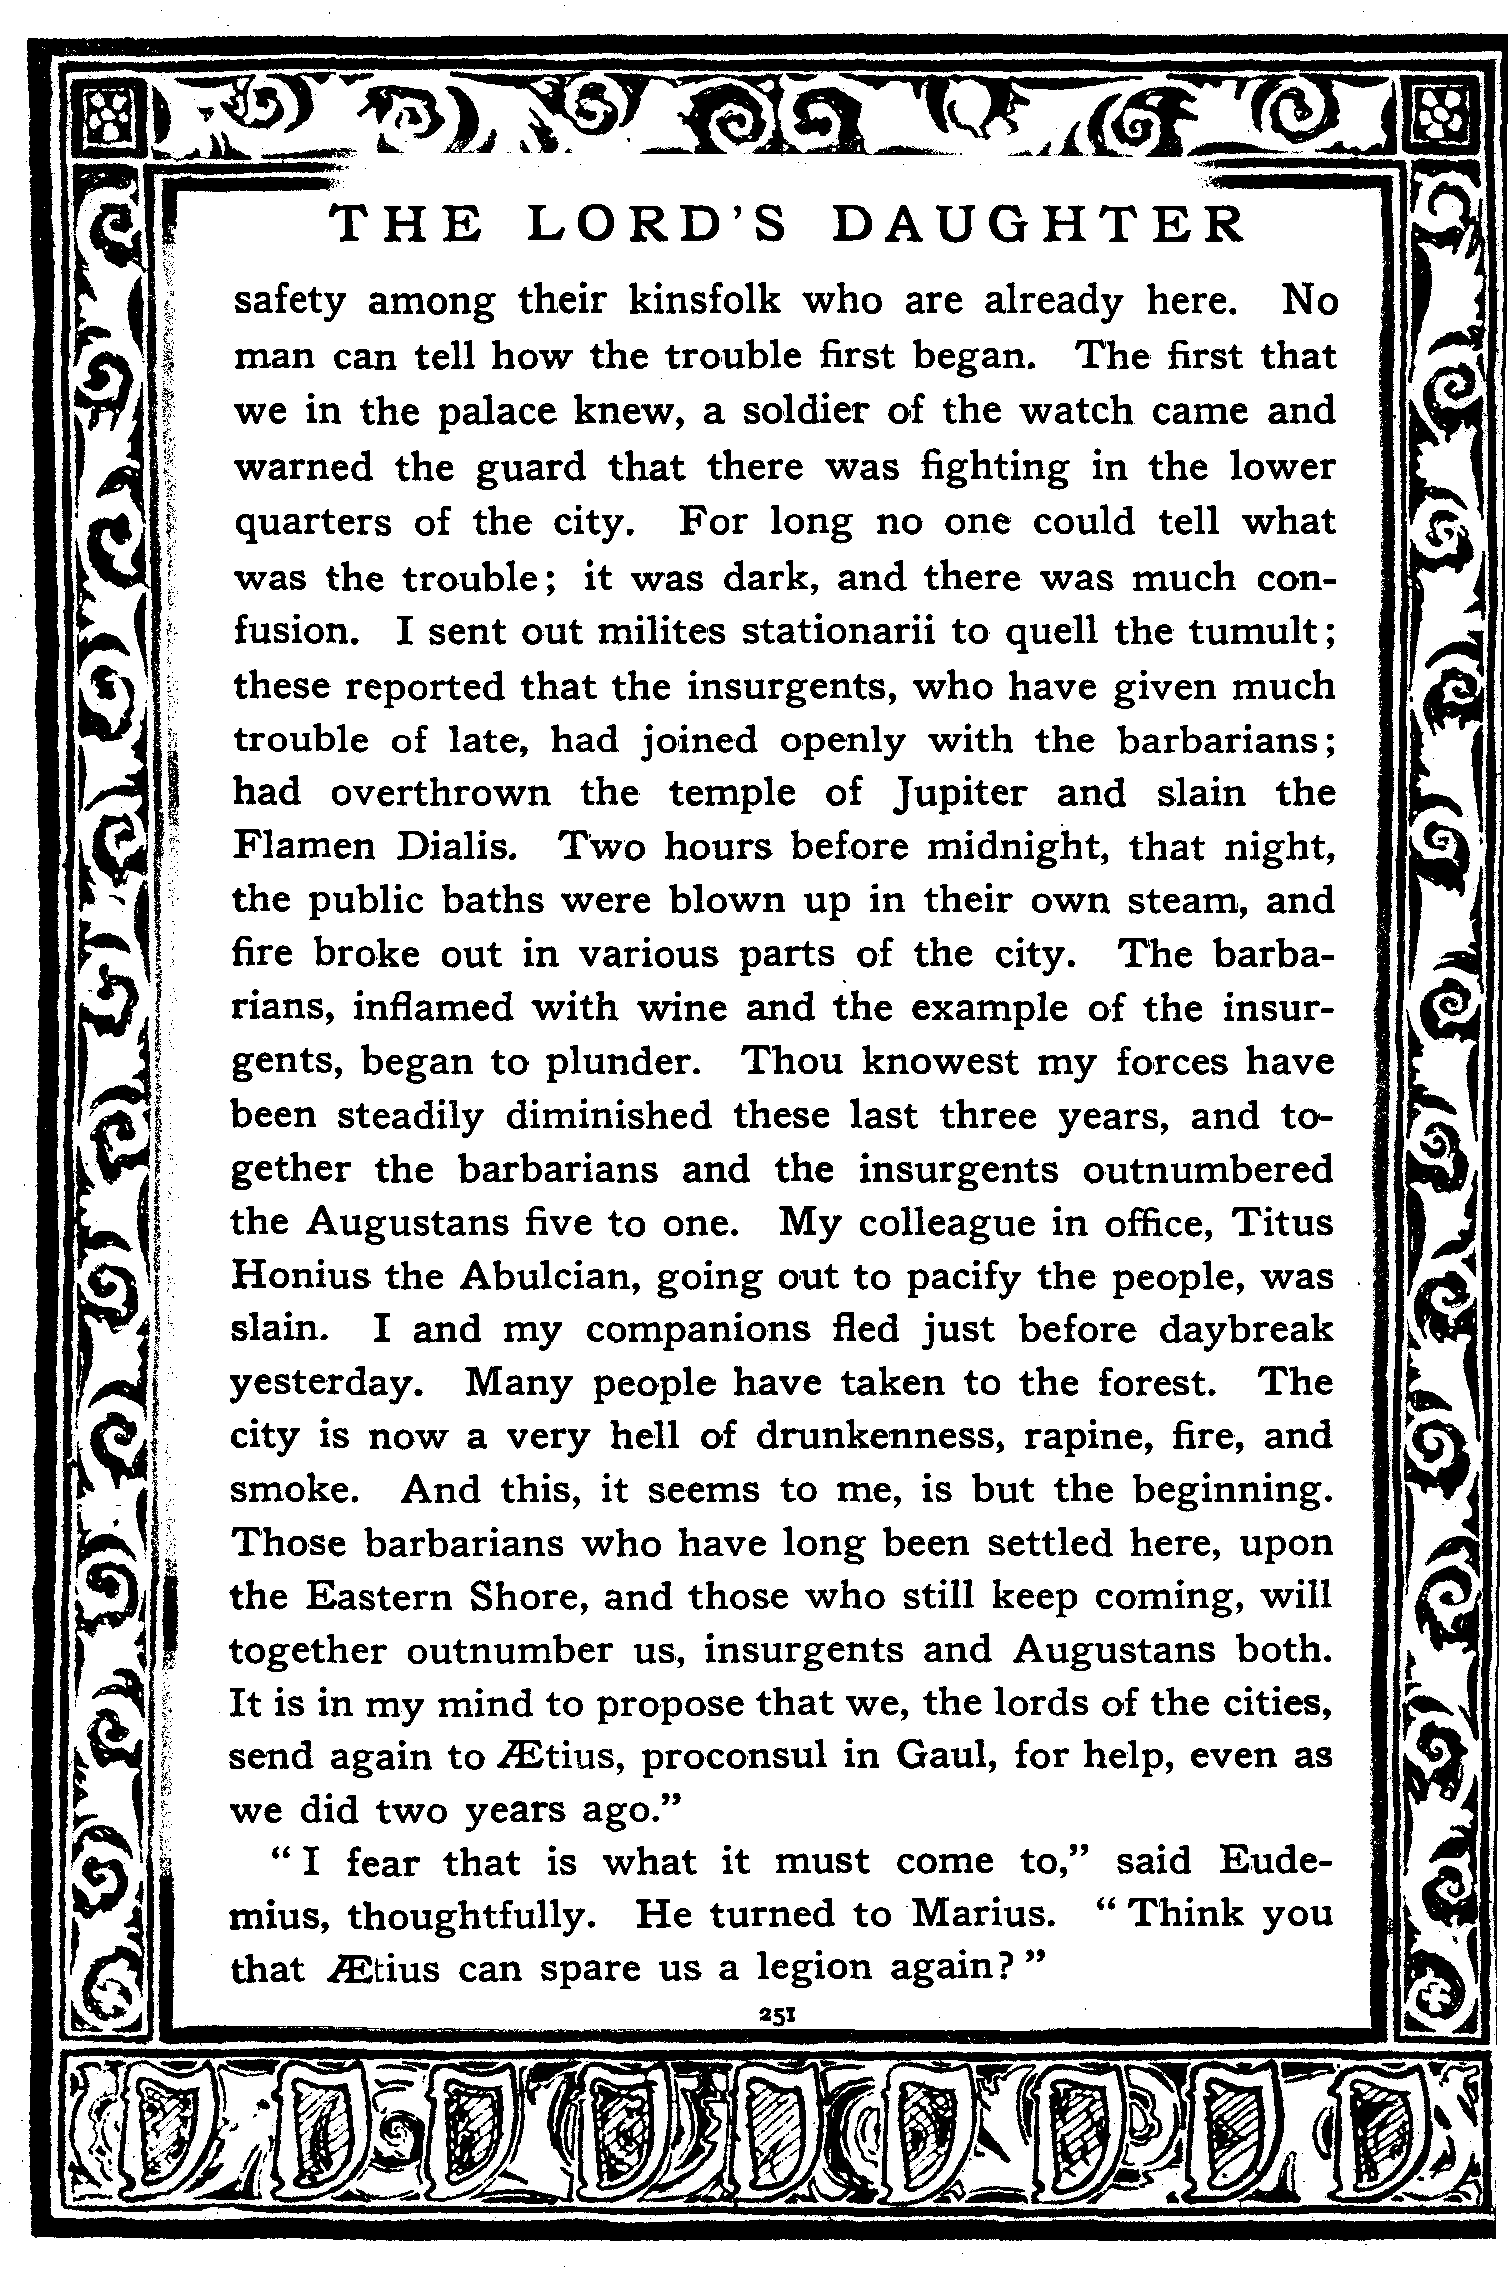 THE LORD'S DAUGHTER
safety among their kinsfolk who are already here. No
man can tell how the trouble first began. The first that
we in the palace knew, a soldier of the watch came and
warned the guard that there was fighting in the lower
quarters of the city. For long no one could tell what
was the trouble; it was dark, and there was much con-
fusion. I sent out milites stationarii to quell the tumult;
these reported that the insurgents, who have given much
trouble of late, had joined openly with the barbarians;
had overthrown the temple of Jupiter and slain the
Flamen Dialis. Two hours before midnight, that night,
the public baths were blown up in their own steam, and
fire broke out in various parts of the city. The barba-
rians, inflamed with wine and the example of the insur-
gents, began to plunder. Thou knowest my forces have
been steadily diminished these last three years, and to-
gether the barbarians and the insurgents outnumbered
the Augustans five to one. My colleague in office, Titus
Honius the Abulcian, going out to pacify the people, was
slain. I and my companions fled just before daybreak
yesterday. Many people have taken to the forest. The
city is now a very hell of drunkenness, rapine, fire, and
smoke. And this, it seems to me, is but the beginning.
Those barbarians who have long been settled here, upon
the Eastern Shore, and those who still keep coming, will
together outnumber us, insurgents and Augustans both.
It is in my mind to propose that we, the lords of the cities,
send again to Ætius, proconsul in Gaul, for help, even as
we did two years ago.”
“I fear that is what it must come to,” said Eude-
mius, thoughtfully. He turned to Marius. “Think you
that Ætius can spare us a legion again?”
251